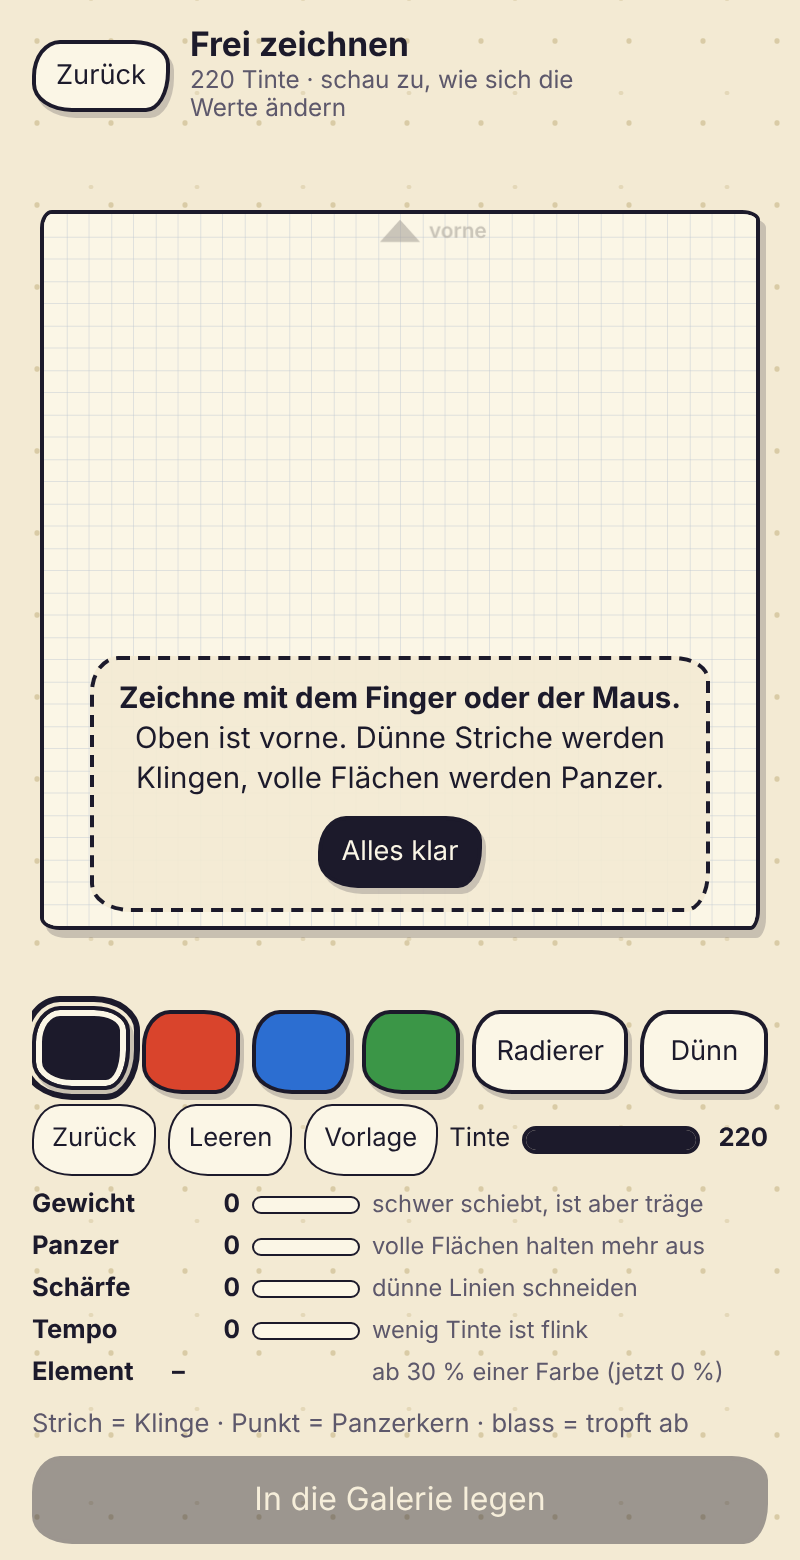 Zurück
Frei zeichnen
220 Tinte · schau zu, wie sich die
Werte ändern
vorne
Zeichne mit dem Finger oder der Maus.
Oben ist vorne. Dünne Striche werden
Klingen, volle Flächen werden Panzer.
Alles klar
Radierer Dünn
Zurück Leeren Vorlage Tinte 220
Gewicht 0 schwer schiebt, ist aber träge
Panzer 0 volle Flächen halten mehr aus
Schärfe 0 dünne Linien schneiden
Tempo 0 wenig Tinte ist flink
Element – ab 30 % einer Farbe (jetzt 0 %)
Strich = Klinge · Punkt = Panzerkern · blass = tropft ab
In die Galerie legen